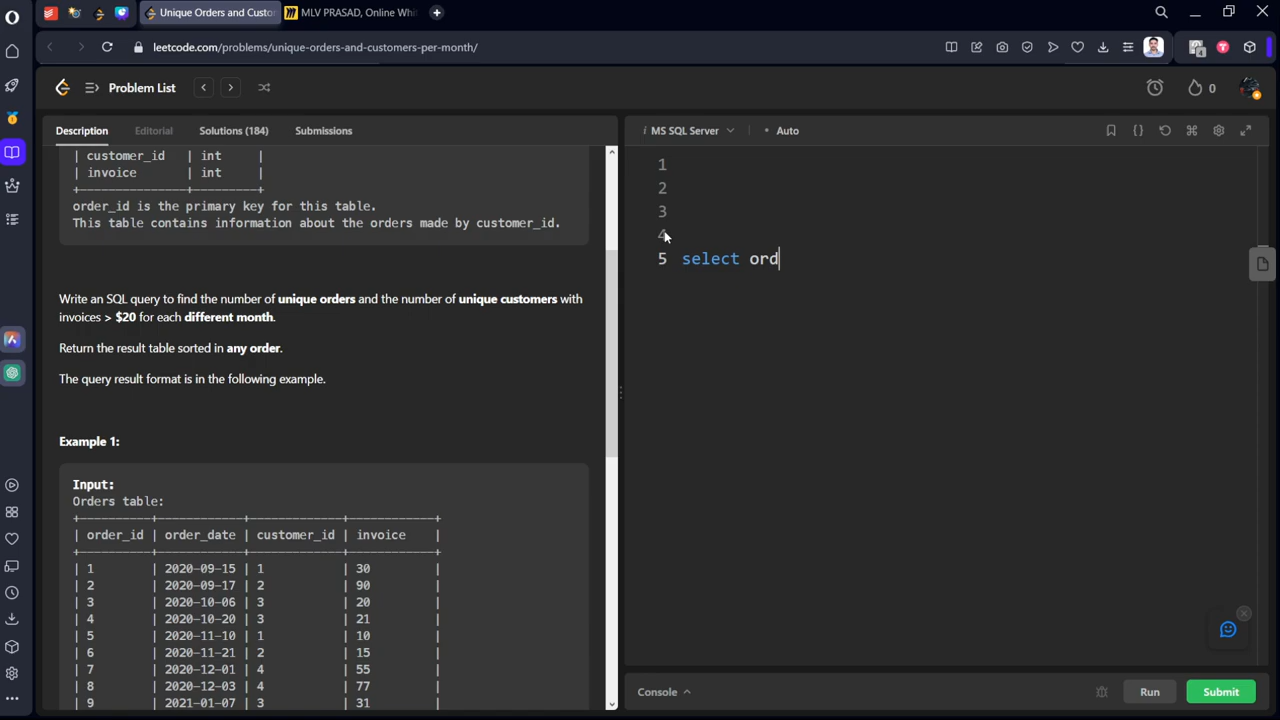 Unique Orders and Custo
MLV PRASAD, Online Whi
leetcode.com/problems/unique-orders-and-customers-per-month/
4
Problem List
0
Description
Editorial
Solutions (184)
Submissions
MS SQL Server
Auto
| customer_id | int |
| invoice | int |
+-------------+---------+
order_id is the primary key for this table.
This table contains information about the orders made by customer_id.
Write an SQL query to find the number of unique orders and the number of unique customers with
invoices > $20 for each different month.
Return the result table sorted in any order.
The query result format is in the following example.
Example 1:
Input:
Orders table:
+----------+------------+-------------+------------+
| order_id | order_date | customer_id | invoice |
+----------+------------+-------------+------------+
| 1 | 2020-09-15 | 1 | 30 |
| 2 | 2020-09-17 | 2 | 90 |
| 3 | 2020-10-06 | 3 | 20 |
| 4 | 2020-10-20 | 3 | 21 |
| 5 | 2020-11-10 | 1 | 10 |
| 6 | 2020-11-21 | 2 | 15 |
| 7 | 2020-12-01 | 4 | 55 |
| 8 | 2020-12-03 | 4 | 77 |
| 9 | 2021-01-07 | 3 | 31 |
1
2
3
4
5 select ord
Console
Run
Submit